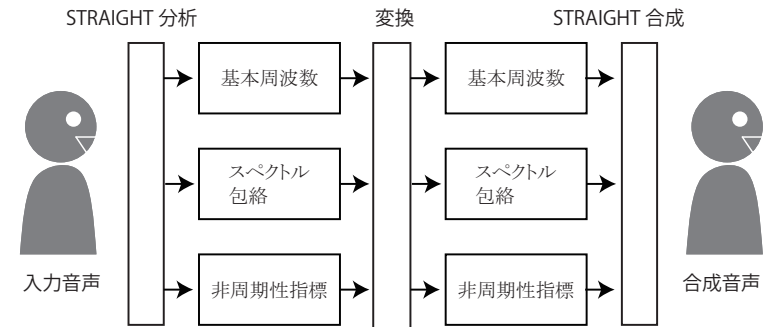 STRAIGHT 分析
変換
STRAIGHT 合成
基本周波数
基本周波数
スペクトル
包絡
スペクトル
包絡
非周期性指標
非周期性指標
入力音声
合成音声